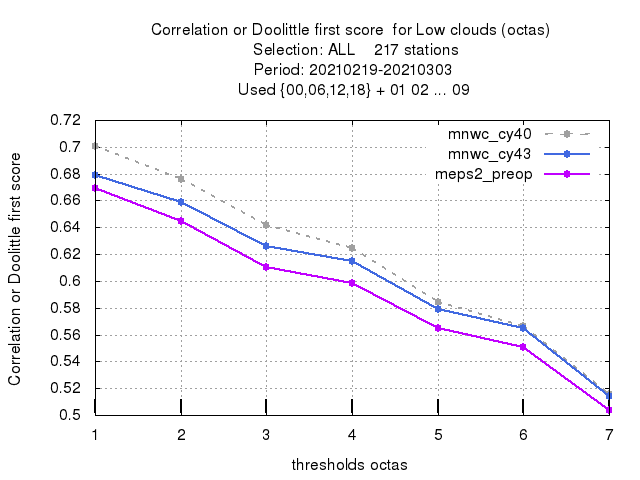 Correlation or Doolittle first score  for Low clouds (octas)
Selection: ALL    217 stations
Period: 20210219-20210303
Used {00,06,12,18} + 01 02 ... 09
Correlation or Doolittle first score
0.72
0.7
0.68
0.66
0.64
0.62
0.6
0.58
0.56
0.54
0.52
0.5
mnwc_cy40
mnwc_cy43
meps2_preop
1 2 3 4 5 6 7
thresholds octas